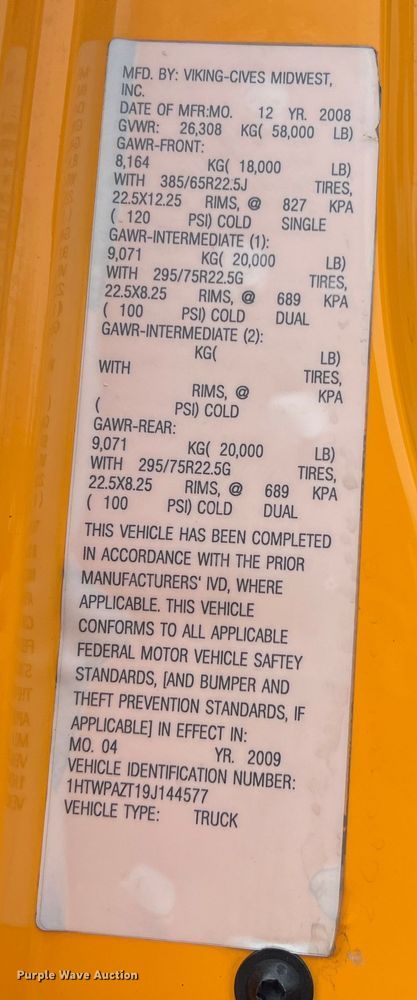 MFD. BY: VIKING-CIVES MIDWEST,
INC.
DATE OF MFR:MO. 12 YR. 2008
GVWR: 26,308 KG( 58,000 LB)
GAWR-FRONT:
8,164 KG( 18,000 LB)
WITH 385/65R22.5J TIRES,
22.5X12.25 RIMS, @ 827 KPA
( 120 PSI) COLD SINGLE
GAWR-INTERMEDIATE (1):
9,071 KG( 20,000 LB)
WITH 295/75R22.5G TIRES,
22.5X8.25 RIMS, @ 689 KPA
( 100 PSI) COLD DUAL
GAWR-INTERMEDIATE (2):
KG( LB)
WITH TIRES,
RIMS, @ KPA
( PSI) COLD
GAWR-REAR:
9,071 KG( 20,000 LB)
WITH 295/75R22.5G TIRES,
22.5X8.25 RIMS, @ 689 KPA
( 100 PSI) COLD DUAL
THIS VEHICLE HAS BEEN COMPLETED
IN ACCORDANCE WITH THE PRIOR
MANUFACTURERS' IVD, WHERE
APPLICABLE. THIS VEHICLE
CONFORMS TO ALL APPLICABLE
FEDERAL MOTOR VEHICLE SAFTEY
STANDARDS, [AND BUMPER AND
THEFT PREVENTION STANDARDS, IF
APPLICABLE] IN EFFECT IN:
MO. 04 YR. 2009
VEHICLE IDENTIFICATION NUMBER:
1HTWPAZT19J144577
VEHICLE TYPE: TRUCK
Purple Wave Auction